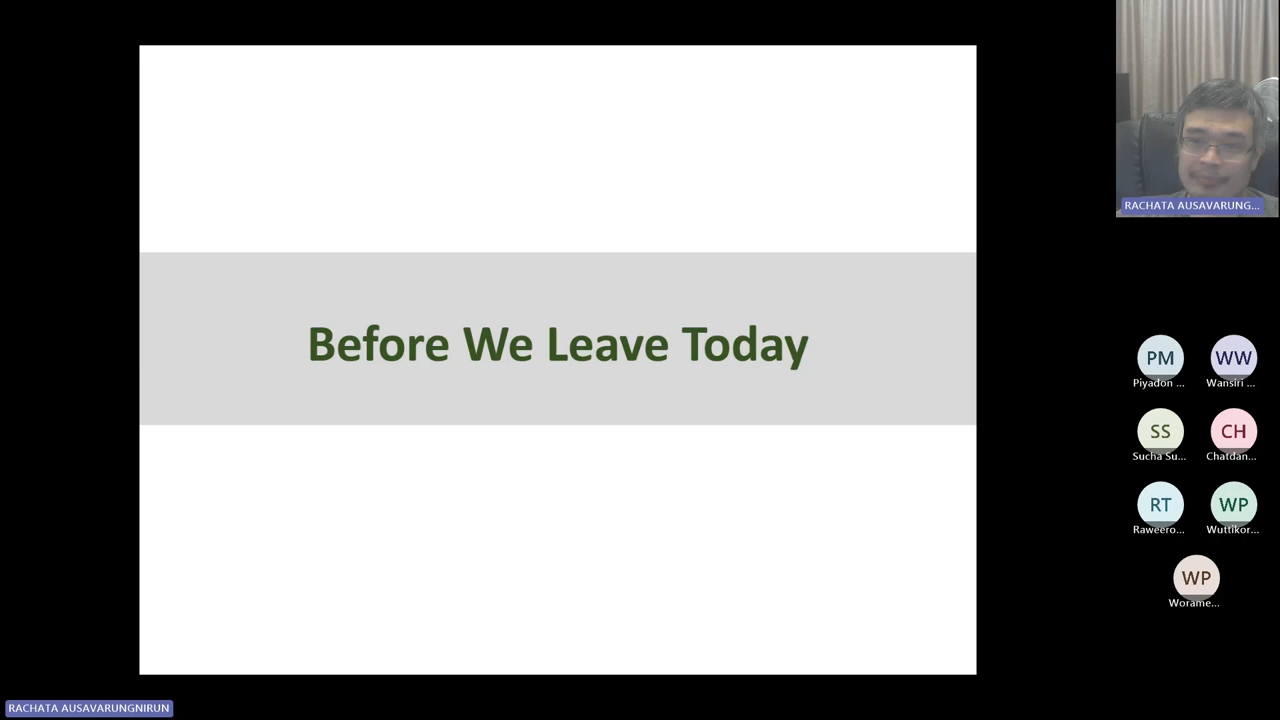 Before We Leave Today
RACHATA AUSAVARUNG...
PM
WW
Piyadon ...
Wansiri ...
SS
CH
Sucha Su...
Chatdan...
RT
WP
Raweero...
Wuttikor...
WP
Worame...
RACHATA AUSAVARUNGNIRUN